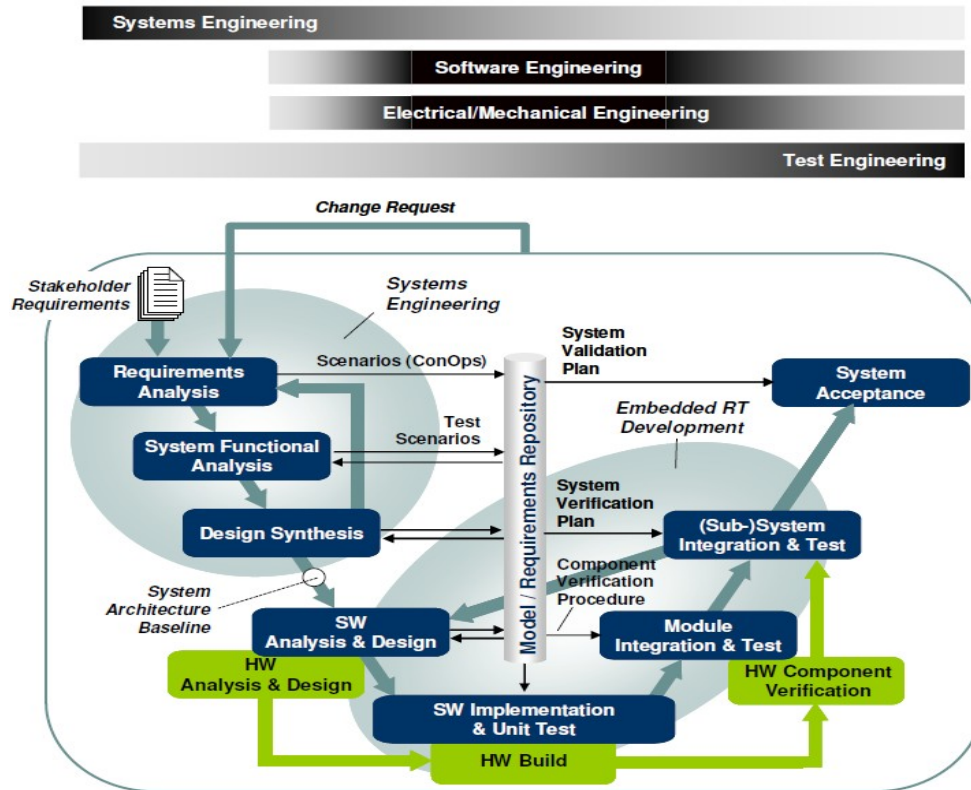 Systems Engineering
Software Engineering
Electrical/Mechanical Engineering
Test Engineering
Change Request
Stakeholder
Requirements
Systems
Engineering
Requirements
Analysis
Scenarios (ConOps)
System
Validation
Plan
System
Acceptance
System Functional
Analysis
Test
Scenarios
Model / Requirements Repository
Embedded RT
Development
Design Synthesis
System
Verification
Plan
(Sub-)System
Integration & Test
System
Architecture
Baseline
SW
Analysis & Design
Component
Verification
Procedure
Module
Integration & Test
HW
Analysis & Design
HW Component
Verification
SW Implementation
& Unit Test
HW Build